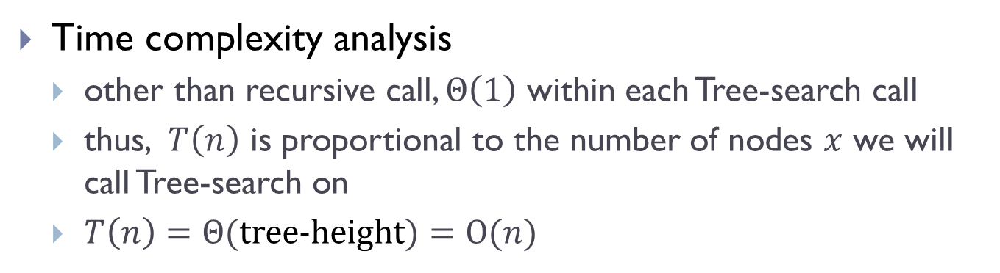 Time complexity analysis
other than recursive call, Θ(1) within each Tree-search call
thus, T(n) is proportional to the number of nodes x we will
call Tree-search on
T(n) = Θ(tree-height) = O(n)